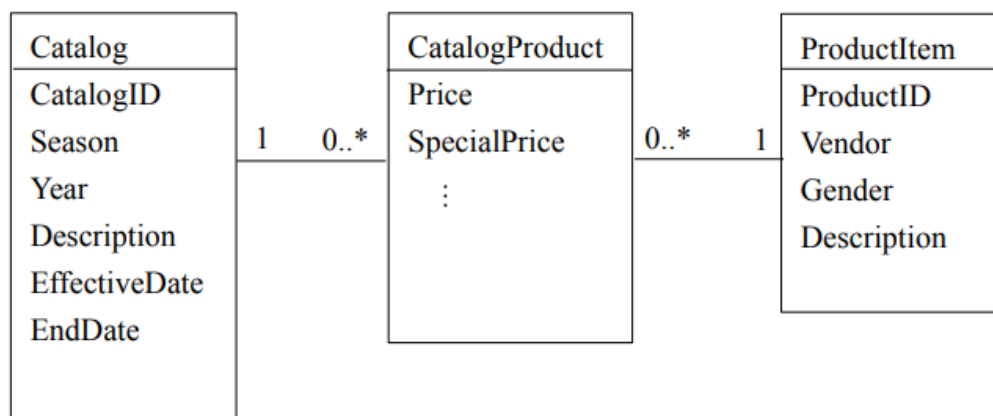 Catalog
CatalogID
Season
Year
Description
EffectiveDate
EndDate
1 0..*
CatalogProduct
Price
SpecialPrice
⋮
0..* 1
ProductItem
ProductID
Vendor
Gender
Description